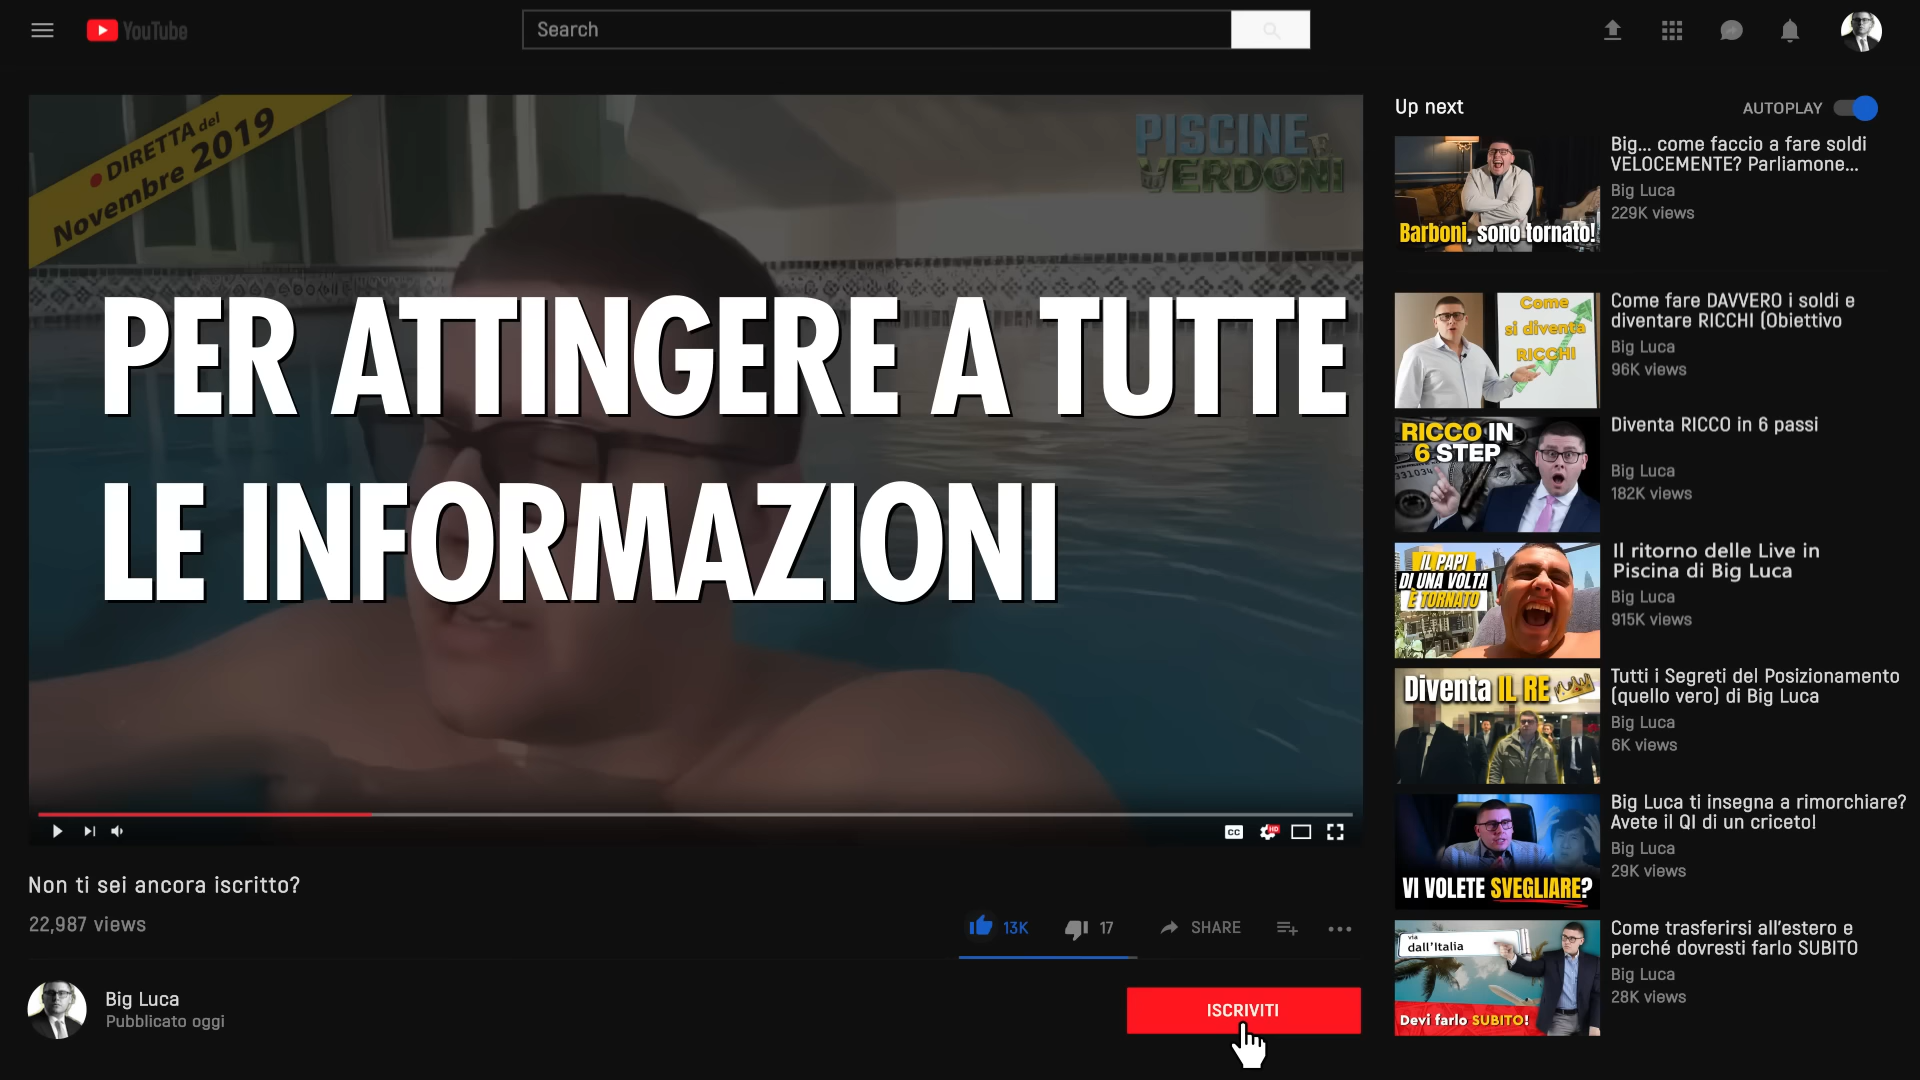 YouTube
Search
DIRETTA del
Novembre 2019
PISCINE E
VERDONI
PER ATTINGERE A TUTTE
LE INFORMAZIONI
CC
HD
Non ti sei ancora iscritto?
22,987 views
13K
17
SHARE
Big Luca
Pubblicato oggi
ISCRIVITI
Up next
AUTOPLAY
Barboni, sono tornato!
Big... come faccio a fare soldi
VELOCEMENTE? Parliamone...
Big Luca
229K views
Come
si diventa
RICCHI
Come fare DAVVERO i soldi e
diventare RICCHI (Obiettivo
Big Luca
96K views
RICCO IN
6 STEP
Diventa RICCO in 6 passi
Big Luca
182K views
IL PAPI
DI UNA VOLTA
È TORNATO
Il ritorno delle Live in
Piscina di Big Luca
Big Luca
915K views
Diventa IL RE
Tutti i Segreti del Posizionamento
(quello vero) di Big Luca
Big Luca
6K views
VI VOLETE SVEGLIARE?
Big Luca ti insegna a rimorchiare?
Avete il QI di un criceto!
Big Luca
29K views
via
dall'Italia
Devi farlo SUBITO!
Come trasferirsi all'estero e
perché dovresti farlo SUBITO
Big Luca
28K views